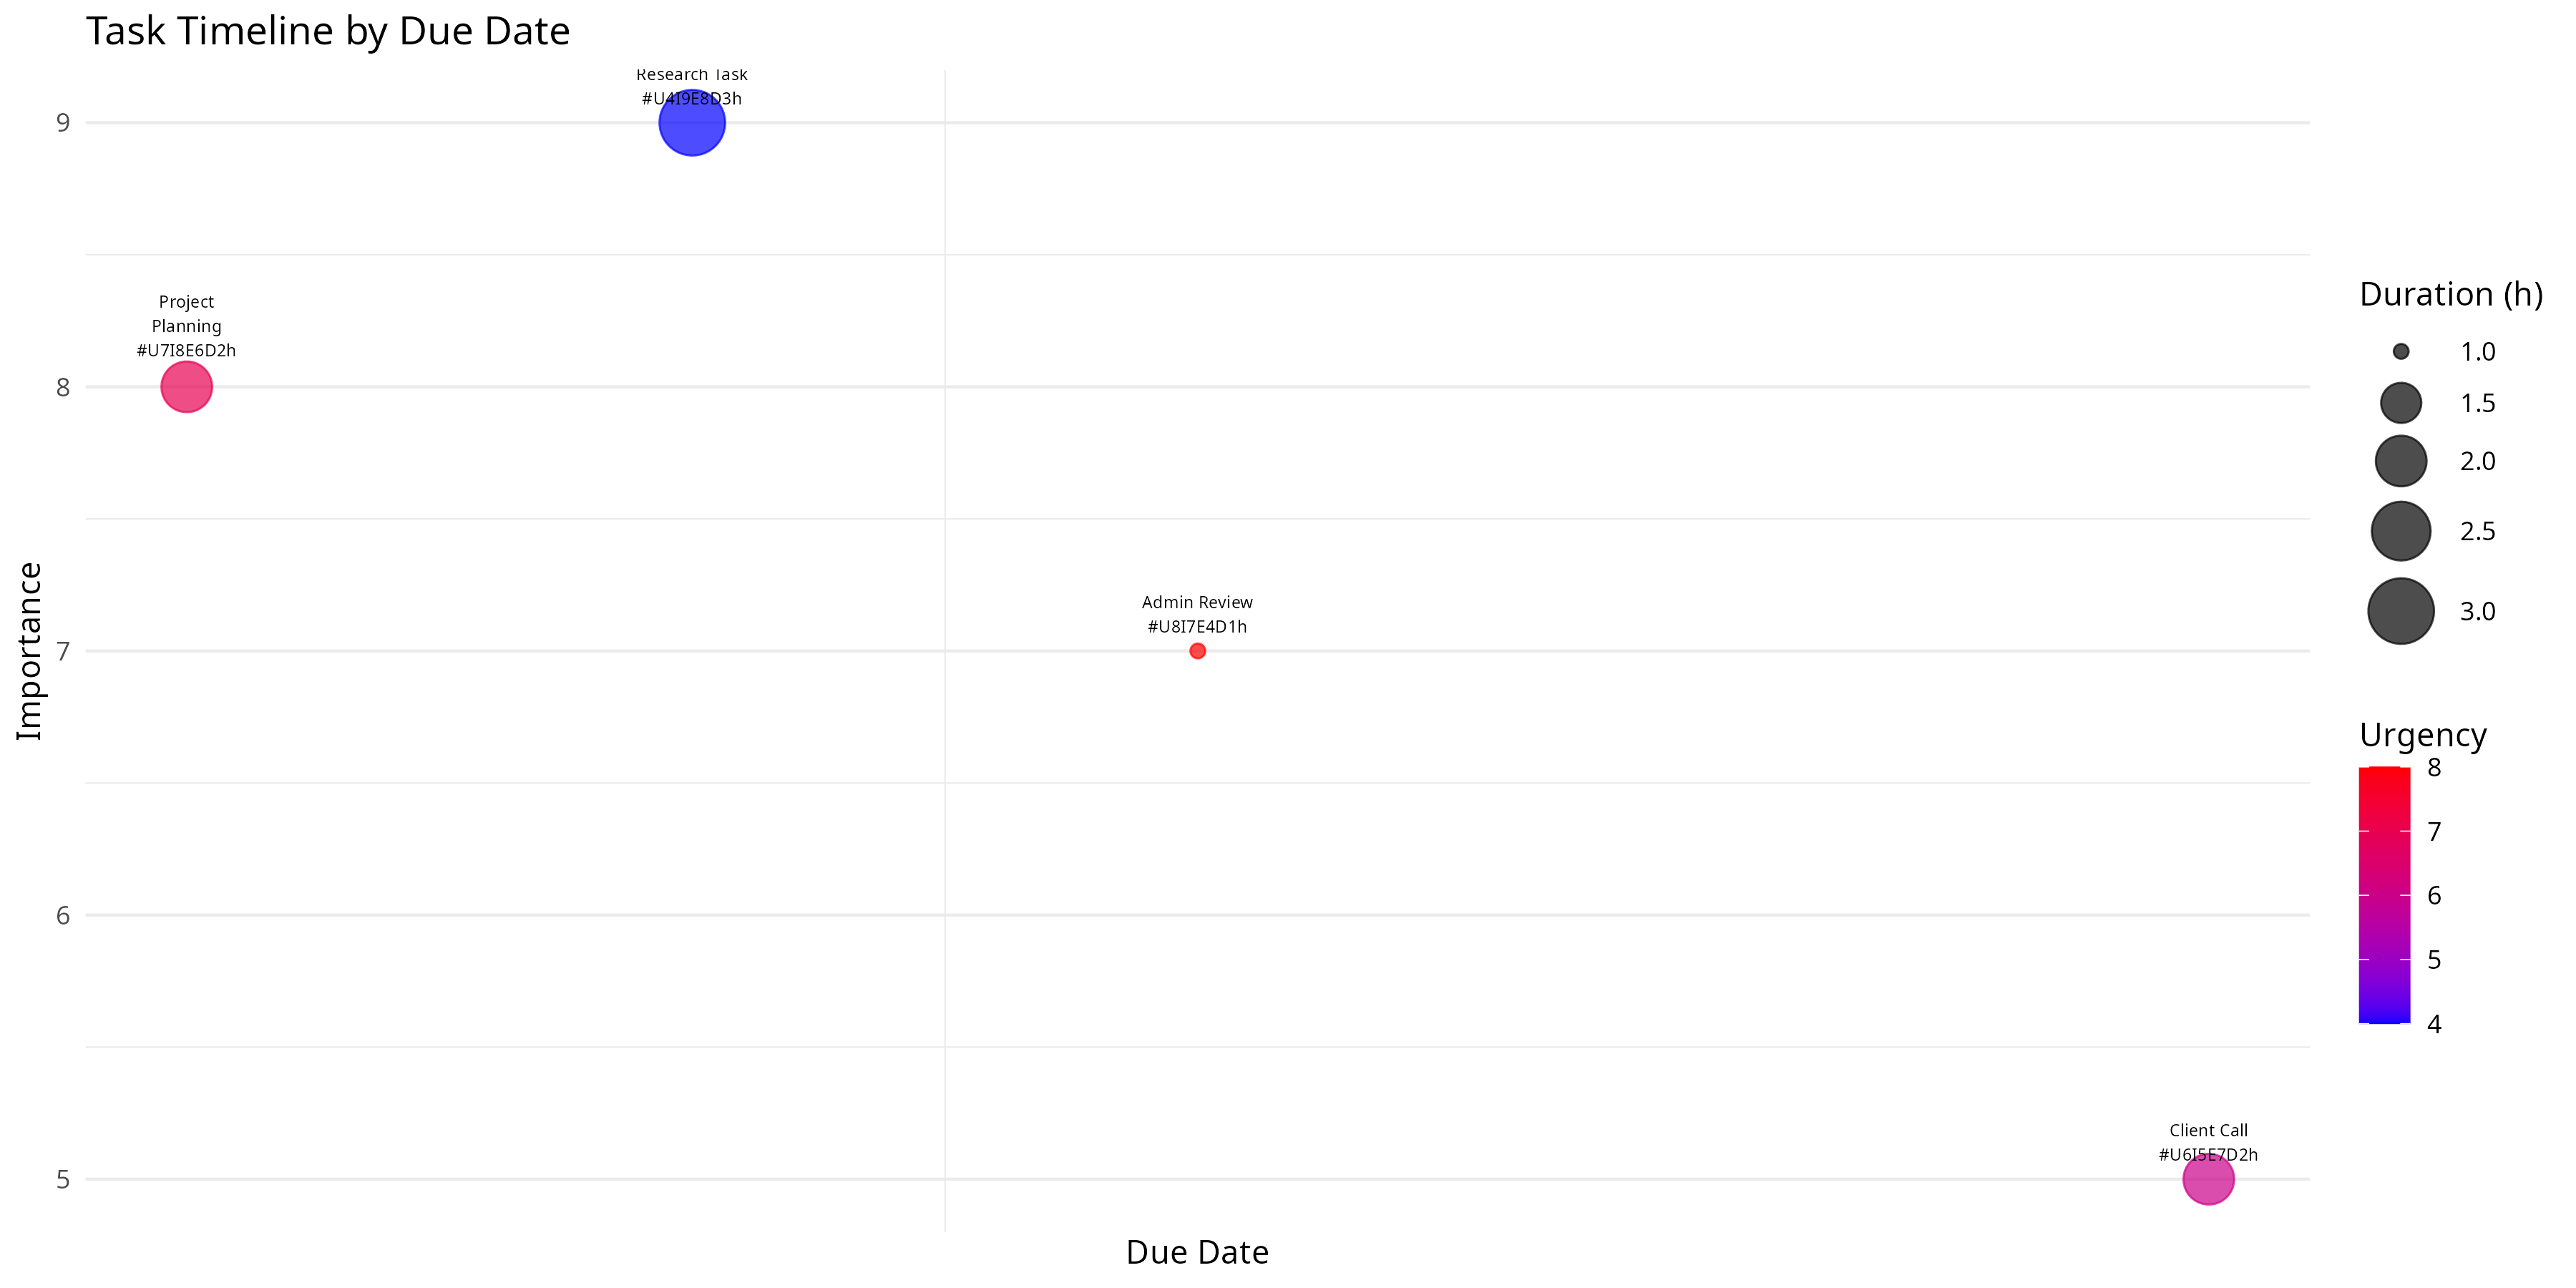 Task Timeline by Due Date
Research Task
#U4I9E8D3h
9
Project
Planning
#U7I8E6D2h
8
Admin Review
#U8I7E4D1h
7
6
Client Call
#U6I5E7D2h
5
Importance
Due Date
Duration (h)
1.0
1.5
2.0
2.5
3.0
Urgency
8
7
6
5
4